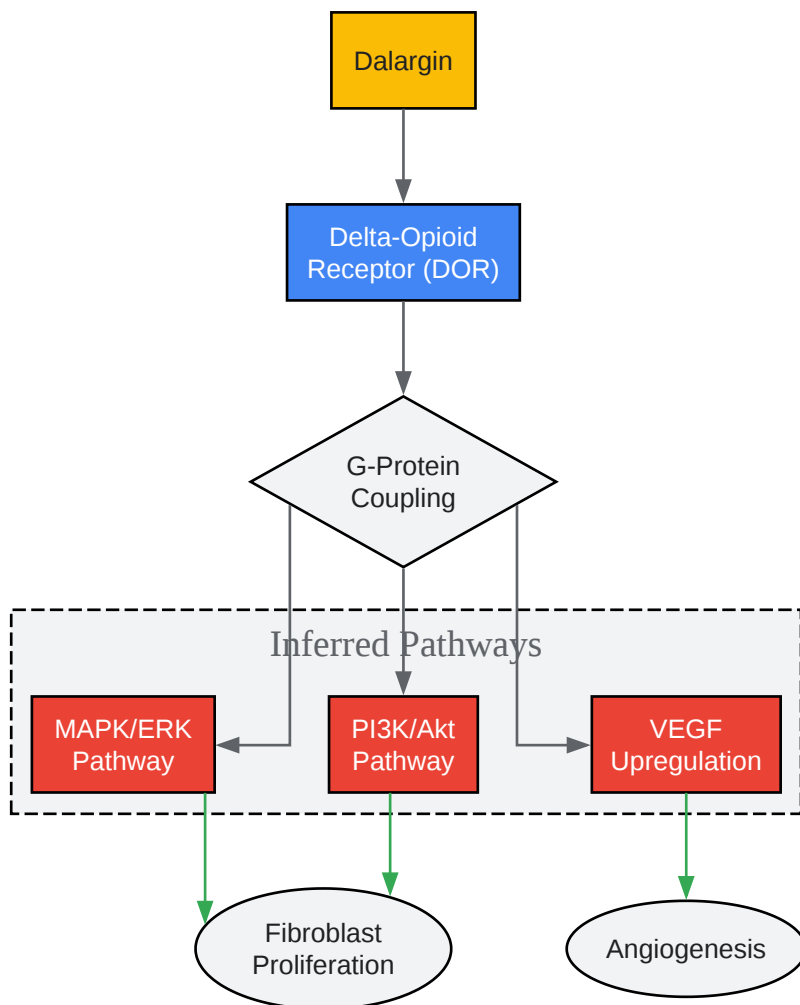 Dalargin
Delta-Opioid
Receptor (DOR)
G-Protein
Coupling
Inferred Pathways
MAPK/ERK
Pathway
PI3K/Akt
Pathway
VEGF
Upregulation
Fibroblast
Proliferation
Angiogenesis